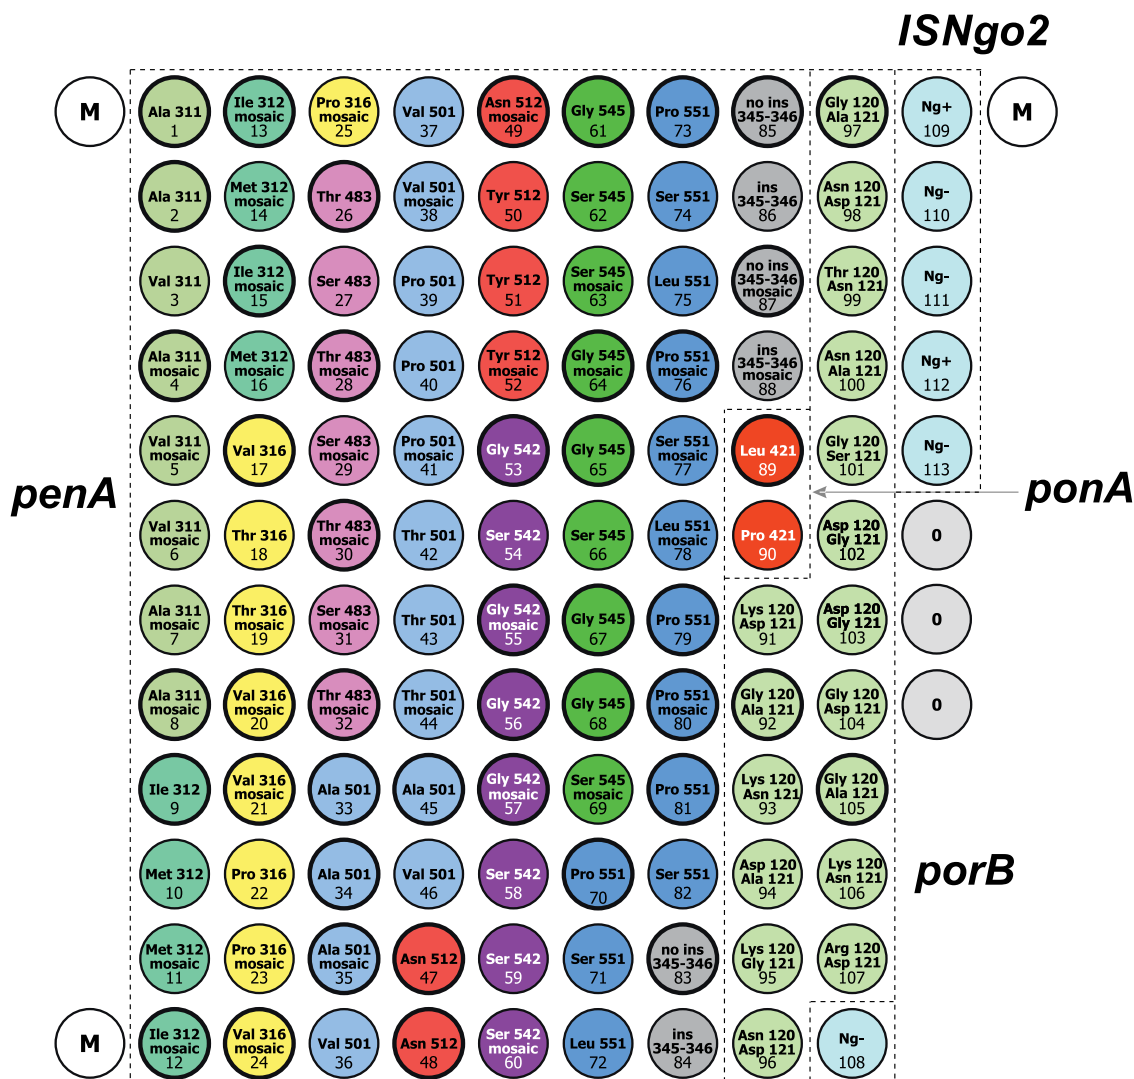 ISNgo2
M
Ala 311
1
Ile 312
mosaic
13
Pro 316
mosaic
25
Val 501
37
Asn 512
mosaic
49
Gly 545
61
Pro 551
73
no ins
345-346
85
Gly 120
Ala 121
97
Ng+
109
M
Ala 311
2
Met 312
mosaic
14
Thr 483
26
Val 501
mosaic
38
Tyr 512
50
Ser 545
62
Ser 551
74
ins
345-346
86
Asn 120
Asp 121
98
Ng-
110
Val 311
3
Ile 312
mosaic
15
Ser 483
27
Pro 501
39
Tyr 512
51
Ser 545
mosaic
63
Leu 551
75
no ins
345-346
mosaic
87
Thr 120
Asn 121
99
Ng-
111
Ala 311
mosaic
4
Met 312
mosaic
16
Thr 483
mosaic
28
Pro 501
40
Tyr 512
mosaic
52
Gly 545
mosaic
64
Pro 551
mosaic
76
ins
345-346
mosaic
88
Asn 120
Ala 121
100
Ng+
112
Val 311
mosaic
5
Val 316
17
Ser 483
mosaic
29
Pro 501
mosaic
41
Gly 542
53
Gly 545
65
Ser 551
mosaic
77
Leu 421
89
Gly 120
Ser 121
101
Ng-
113
penA
ponA
Val 311
mosaic
6
Thr 316
18
Thr 483
mosaic
30
Thr 501
42
Ser 542
54
Ser 545
66
Leu 551
mosaic
78
Pro 421
90
Asp 120
Gly 121
102
0
Ala 311
mosaic
7
Thr 316
mosaic
19
Ser 483
mosaic
31
Thr 501
43
Gly 542
mosaic
55
Gly 545
67
Pro 551
79
Lys 120
Asp 121
91
Asp 120
Gly 121
103
0
Ala 311
mosaic
8
Val 316
mosaic
20
Thr 483
mosaic
32
Thr 501
mosaic
44
Gly 542
56
Gly 545
68
Pro 551
mosaic
80
Gly 120
Ala 121
92
Gly 120
Asp 121
104
0
Ile 312
9
Val 316
mosaic
21
Ala 501
33
Ala 501
45
Gly 542
mosaic
57
Ser 545
mosaic
69
Pro 551
81
Lys 120
Asn 121
93
Gly 120
Ala 121
105
Met 312
10
Pro 316
22
Ala 501
34
Val 501
46
Ser 542
58
Pro 551
70
Ser 551
82
Asp 120
Ala 121
94
Lys 120
Asn 121
106
porB
Met 312
mosaic
11
Pro 316
mosaic
23
Ala 501
mosaic
35
Asn 512
47
Ser 542
59
Ser 551
71
no ins
345-346
83
Lys 120
Gly 121
95
Arg 120
Asp 121
107
M
Ile 312
mosaic
12
Val 316
mosaic
24
Val 501
36
Asn 512
48
Ser 542
mosaic
60
Leu 551
72
ins
345-346
84
Asn 120
Asp 121
96
Ng-
108